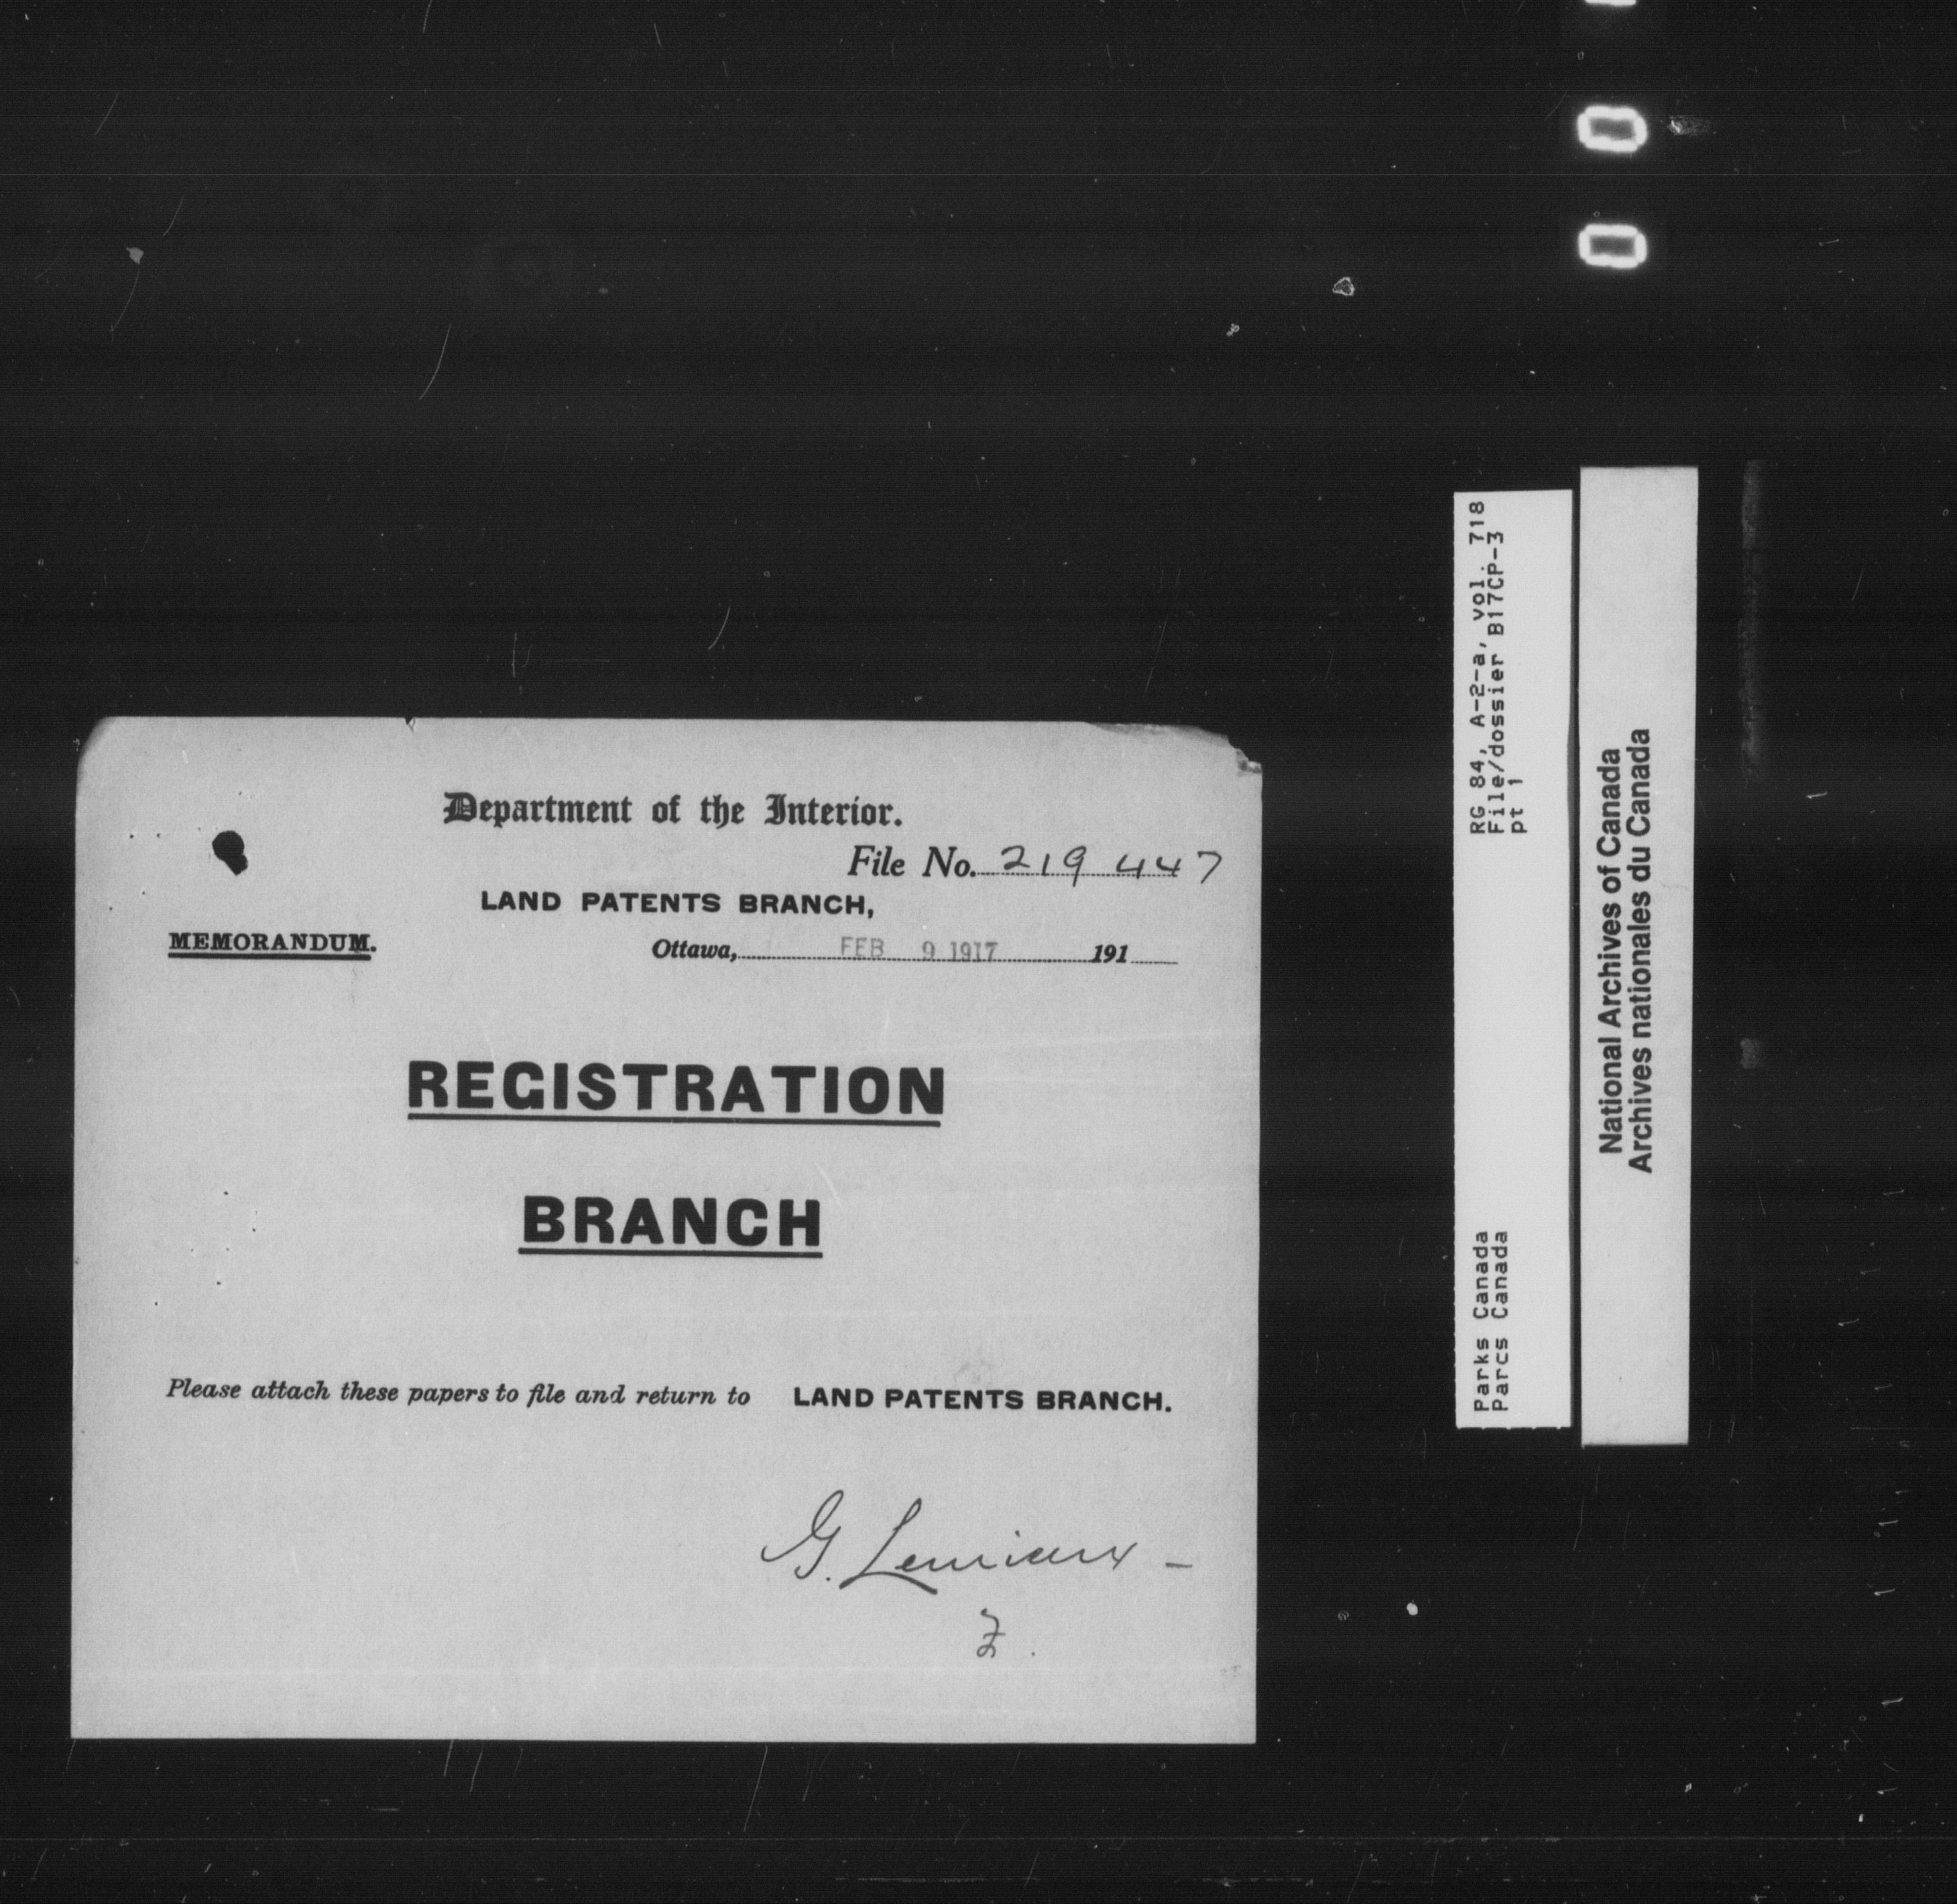 Department of the Interior.
File No. 219 447
LAND PATENTS BRANCH,
MEMORANDUM.
Ottawa, FEB 9 1917 191
REGISTRATION
BRANCH
Please attach these papers to file and return to LAND PATENTS BRANCH.
G. Lemieux -
RG 84, A-2-a, vol. 718
File/dossier B17CP-3
pt 1
Parks Canada
Parcs Canada
National Archives of Canada
Archives nationales du Canada